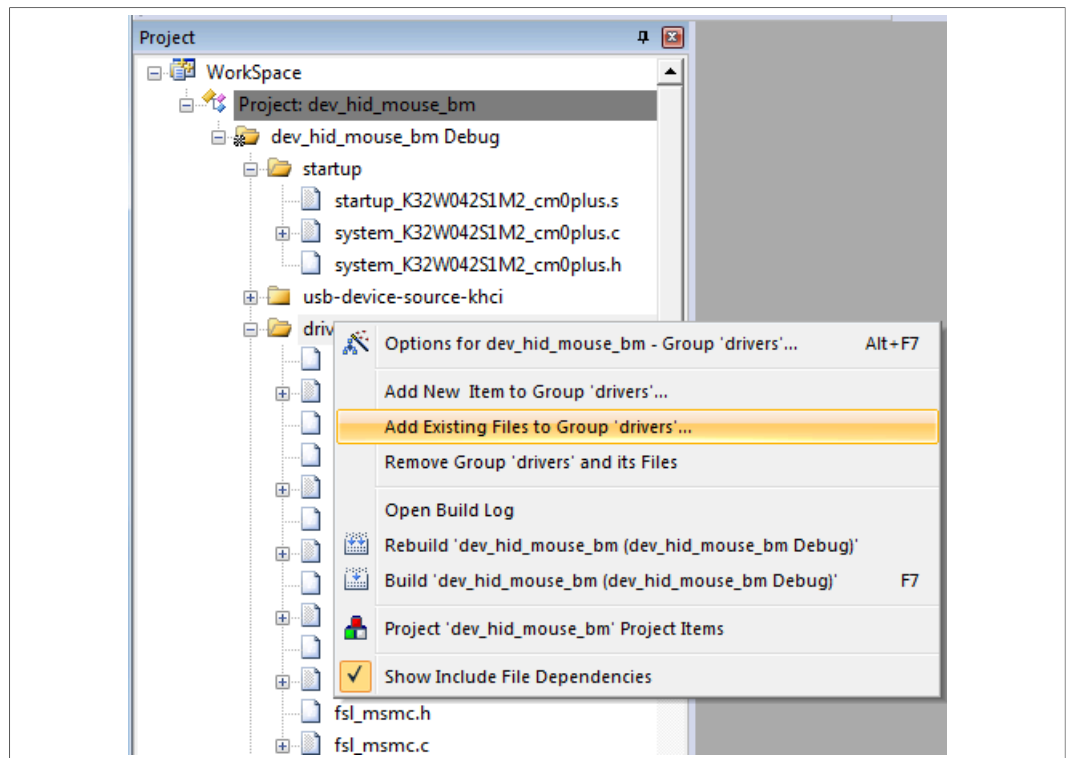 Project
WorkSpace
Project: dev_hid_mouse_bm
dev_hid_mouse_bm Debug
startup
startup_K32W042S1M2_cm0plus.s
system_K32W042S1M2_cm0plus.c
system_K32W042S1M2_cm0plus.h
usb-device-source-khci
driv
Options for dev_hid_mouse_bm - Group 'drivers'... Alt+F7
Add New Item to Group 'drivers'...
Add Existing Files to Group 'drivers'...
Remove Group 'drivers' and its Files
Open Build Log
Rebuild 'dev_hid_mouse_bm (dev_hid_mouse_bm Debug)'
Build 'dev_hid_mouse_bm (dev_hid_mouse_bm Debug)' F7
Project 'dev_hid_mouse_bm' Project Items
Show Include File Dependencies
fsl_msmc.h
fsl_msmc.c